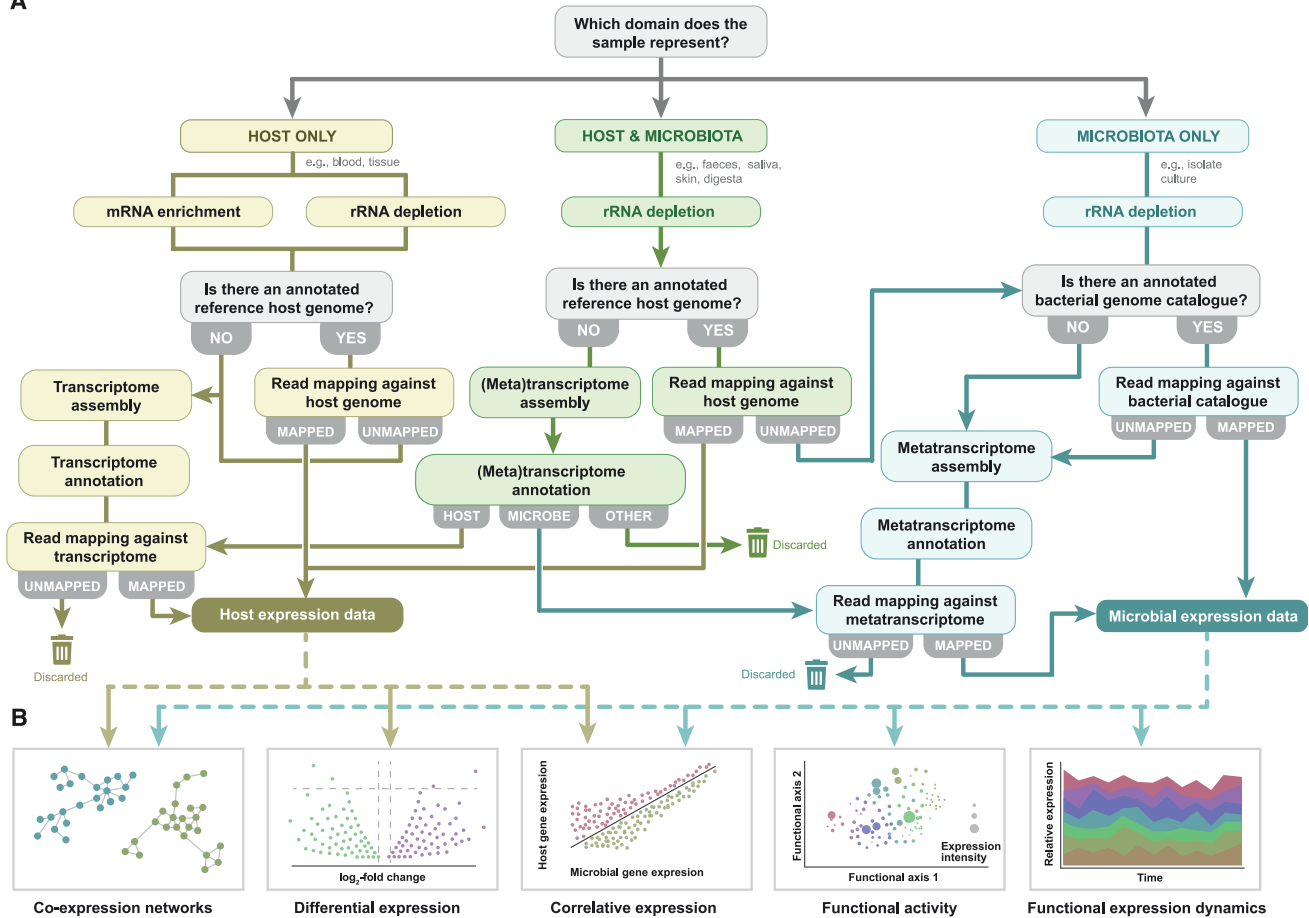 A
Which domain does the
sample represent?
HOST ONLY
HOST & MICROBIOTA
MICROBIOTA ONLY
e.g., blood, tissue
e.g., faeces, saliva,
skin, digesta
e.g., isolate
culture
mRNA enrichment
rRNA depletion
rRNA depletion
rRNA depletion
Is there an annotated
reference host genome?
NO
YES
Is there an annotated
reference host genome?
NO
YES
Is there an annotated
bacterial genome catalogue?
NO
YES
Transcriptome
assembly
Read mapping against
host genome
MAPPED
UNMAPPED
(Meta)transcriptome
assembly
Read mapping against
host genome
MAPPED
UNMAPPED
Read mapping against
bacterial catalogue
UNMAPPED
MAPPED
Transcriptome
annotation
(Meta)transcriptome
annotation
HOST
MICROBE
OTHER
Metatranscriptome
assembly
Metatranscriptome
annotation
Discarded
Read mapping against
transcriptome
UNMAPPED
MAPPED
Discarded
Host expression data
Read mapping against
metatranscriptome
UNMAPPED
MAPPED
Discarded
Microbial expression data
B
log2-fold change
Host gene expresion
Microbial gene expresion
Functional axis 2
Functional axis 1
Expression
intensity
Relative expression
Time
Co-expression networks
Differential expression
Correlative expression
Functional activity
Functional expression dynamics